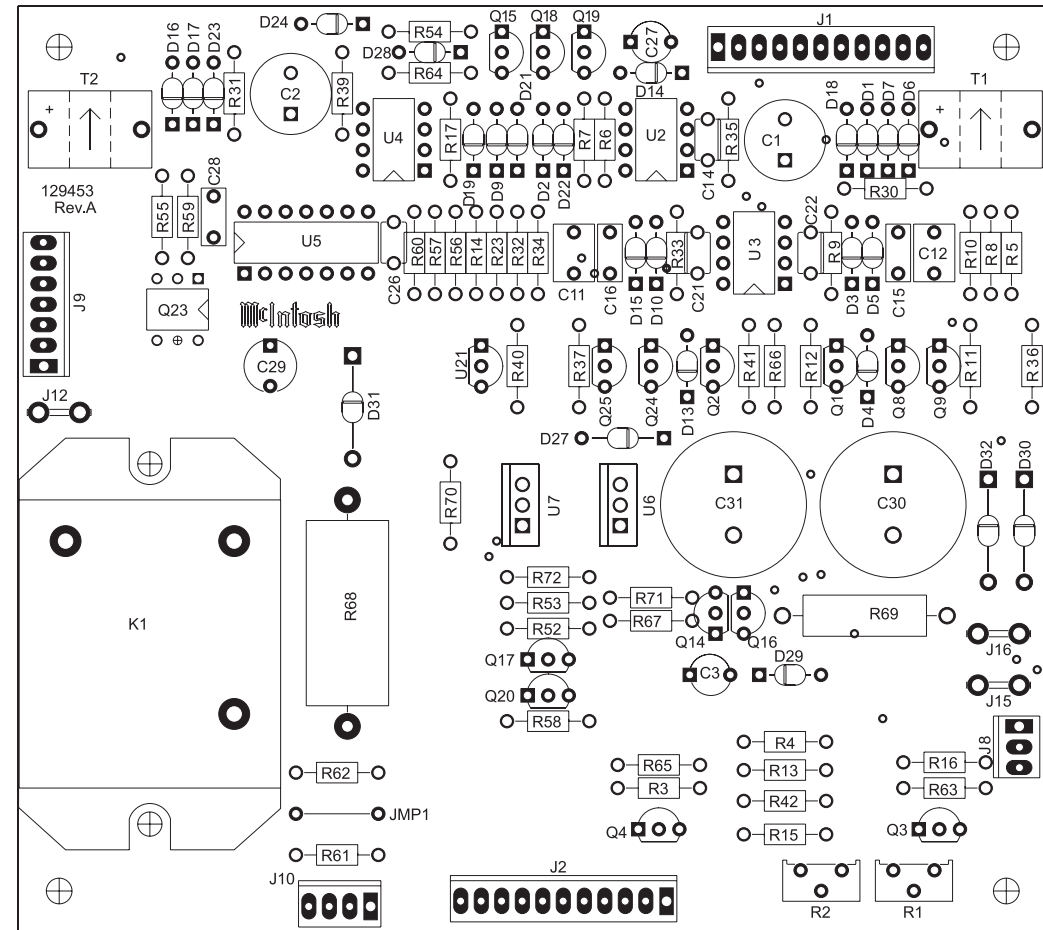 D24
R54
Q15
Q18
Q19
J1
D16
D17
D23
D28
C27
R64
D21
D14
T2
+
R31
C2
R39
U4
R17
D19
D9
D2
D22
R7
R6
U2
C14
R35
C1
D18
D1
D7
D6
T1
+
R30
129453
Rev.A
R55
R59
C28
U5
C26
R60
R57
R56
R14
R23
R32
R34
C11
C16
D15
D10
R33
C21
U3
C22
R9
D3
D5
C15
C12
R10
R8
R5
J9
Q23
McIntosh
C29
D31
U21
R40
R37
Q25
Q24
D13
Q2
R41
R66
R12
Q1
D4
Q8
Q9
R11
R36
J12
D27
R70
U7
U6
C31
C30
D32
D30
K1
R68
R72
R53
R52
R71
R67
Q14
Q16
R69
J16
Q17
Q20
R58
C3
D29
J15
J8
R62
JMP1
R61
R65
R3
Q4
R4
R13
R42
R15
R16
R63
Q3
J10
J2
R2
R1